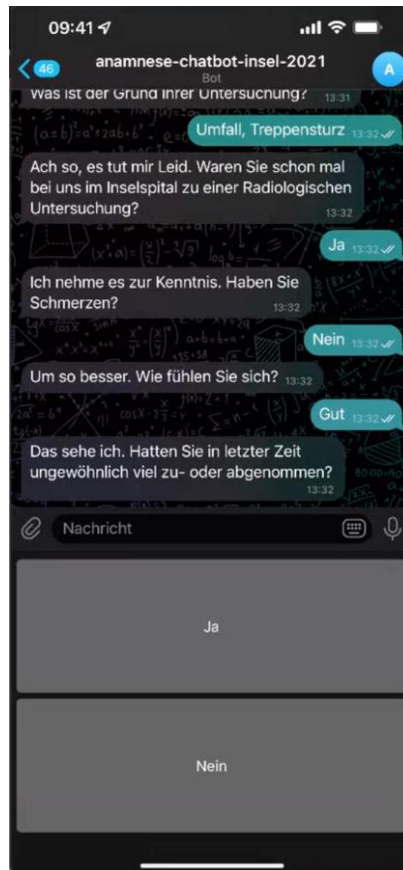 09:41
46
anamnese-chatbot-insel-2021
Bot
A
Was ist der Grund Ihrer Untersuchung? 13:31
Umfall, Treppensturz 13:32
Ach so, es tut mir Leid. Waren Sie schon mal
bei uns im Inselspital zu einer Radiologischen
Untersuchung?
13:32
Ja 13:32
Ich nehme es zur Kenntnis. Haben Sie
Schmerzen?
13:32
Nein 13:32
Um so besser. Wie fühlen Sie sich? 13:32
Gut 13:32
Das sehe ich. Hatten Sie in letzter Zeit
ungewöhnlich viel zu- oder abgenommen?
13:32
Nachricht
Ja
Nein